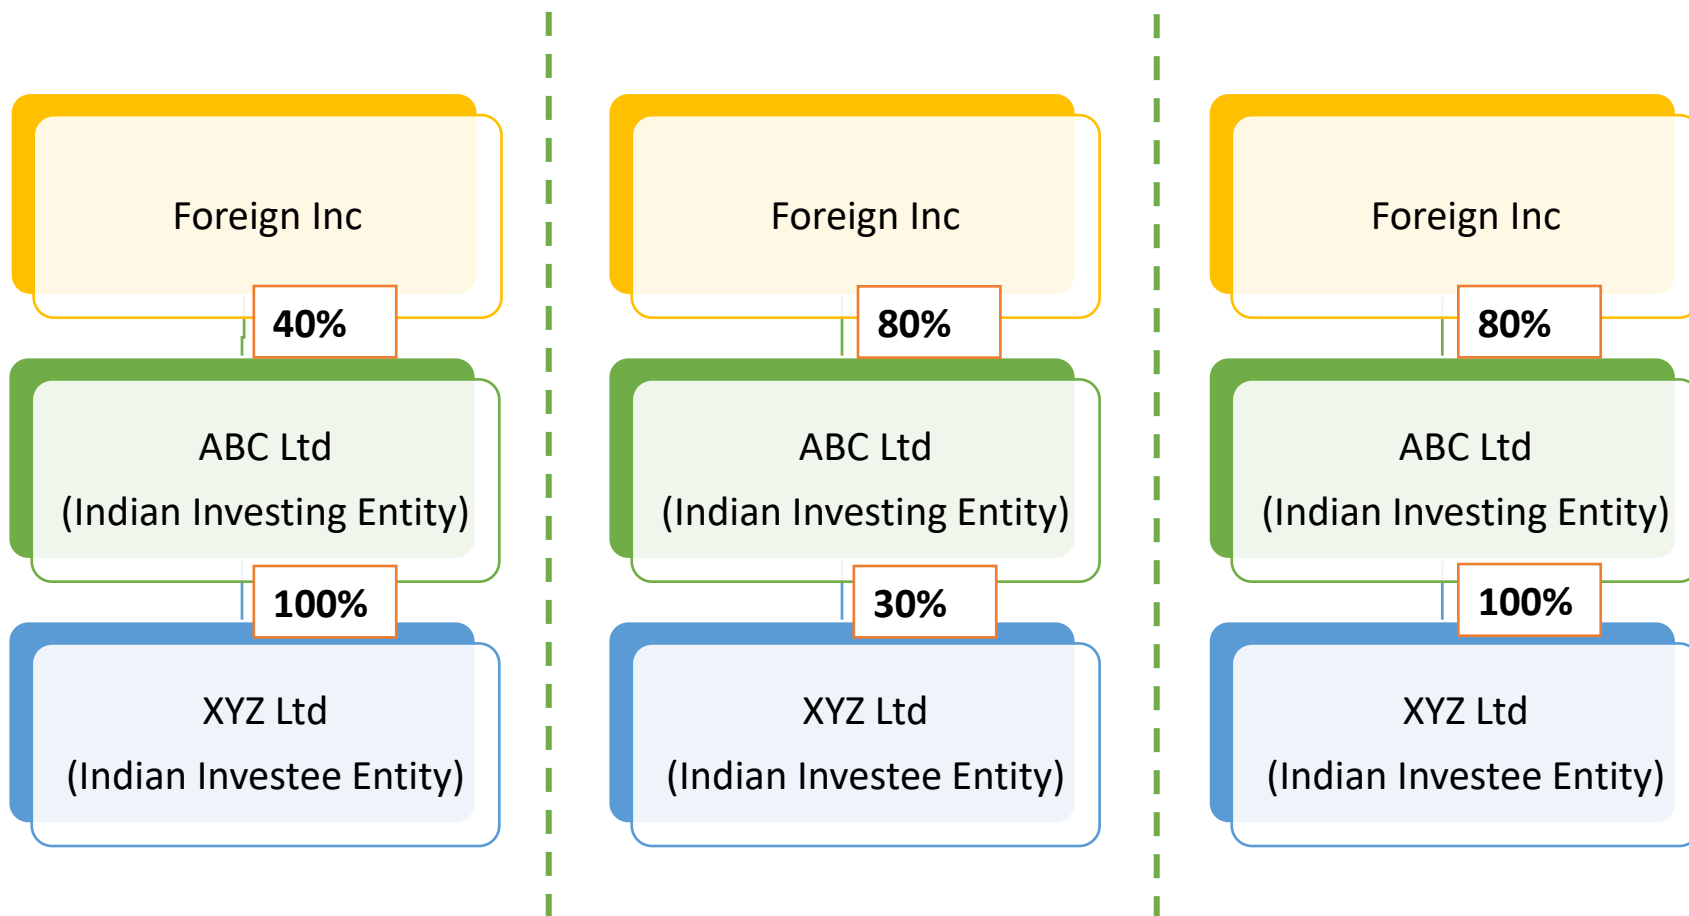 Foreign Inc
40%
ABC Ltd
(Indian Investing Entity)
100%
XYZ Ltd
(Indian Investee Entity)
Foreign Inc
80%
ABC Ltd
(Indian Investing Entity)
30%
XYZ Ltd
(Indian Investee Entity)
Foreign Inc
80%
ABC Ltd
(Indian Investing Entity)
100%
XYZ Ltd
(Indian Investee Entity)